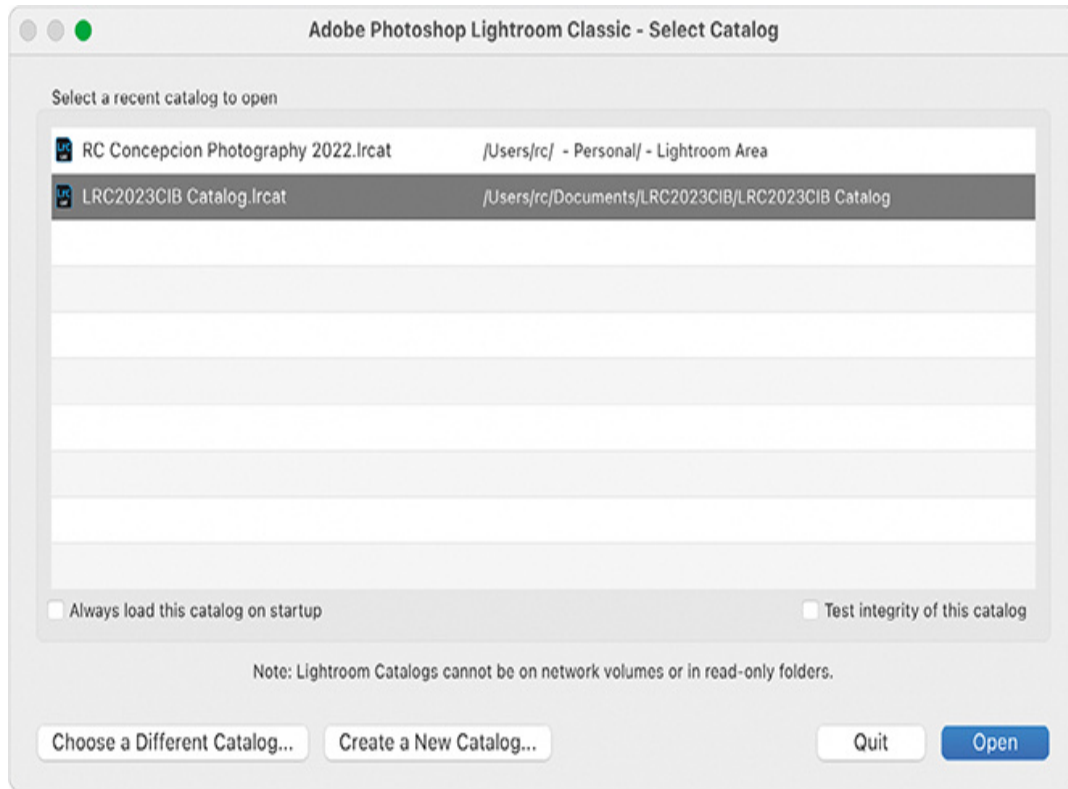 Adobe Photoshop Lightroom Classic - Select Catalog
Select a recent catalog to open
RC Concepcion Photography 2022.lrcat /Users/rc/ - Personal/ - Lightroom Area
LRC2023CIB Catalog.lrcat /Users/rc/Documents/LRC2023CIB/LRC2023CIB Catalog
Always load this catalog on startup Test integrity of this catalog
Note: Lightroom Catalogs cannot be on network volumes or in read-only folders.
Choose a Different Catalog... Create a New Catalog... Quit Open